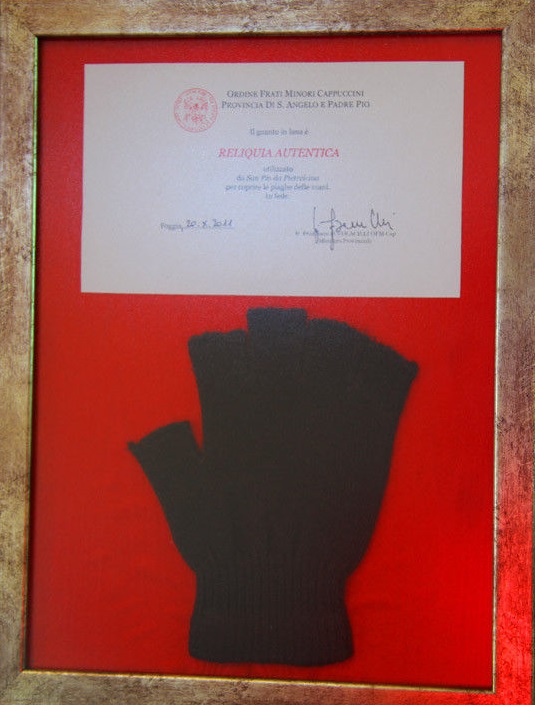 ORDINE FRATI MINORI CAPPUCCINI
PROVINCIA DI S. ANGELO E PADRE PIO
Il guanto in lana è
RELIQUIA AUTENTICA
utilizzato
da San Pio da Pietrelcina
per coprire le piaghe delle mani.
In fede.
Foggia, 20-X-2011